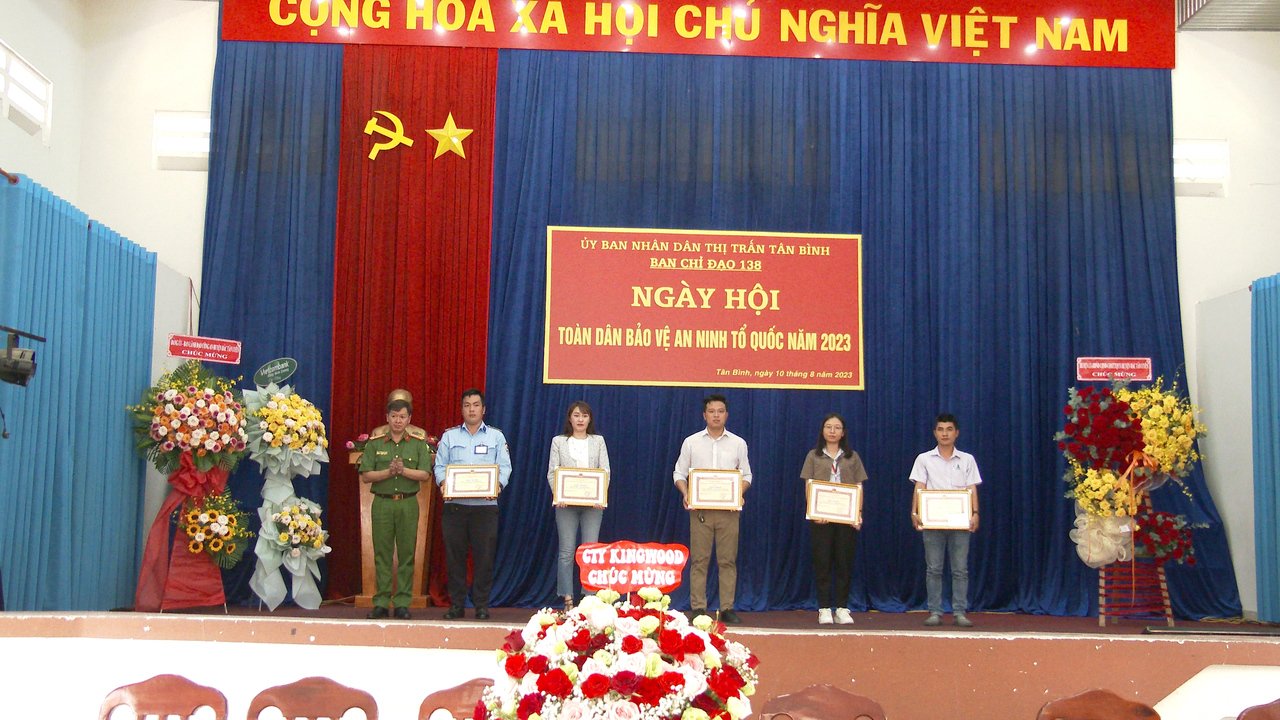 CỘNG HÒA XÃ HỘI CHỦ NGHĨA VIỆT NAM
ỦY BAN NHÂN DÂN THỊ TRẤN TÂN BÌNH
BAN CHỈ ĐẠO 138
NGÀY HỘI
TOÀN DÂN BẢO VỆ AN NINH TỔ QUỐC NĂM 2023
Tân Bình, ngày 10 tháng 8 năm 2023
CHÚC MỪNG
Vietcombank
CHÚC MỪNG
CTY KINGWOOD
CHÚC MỪNG